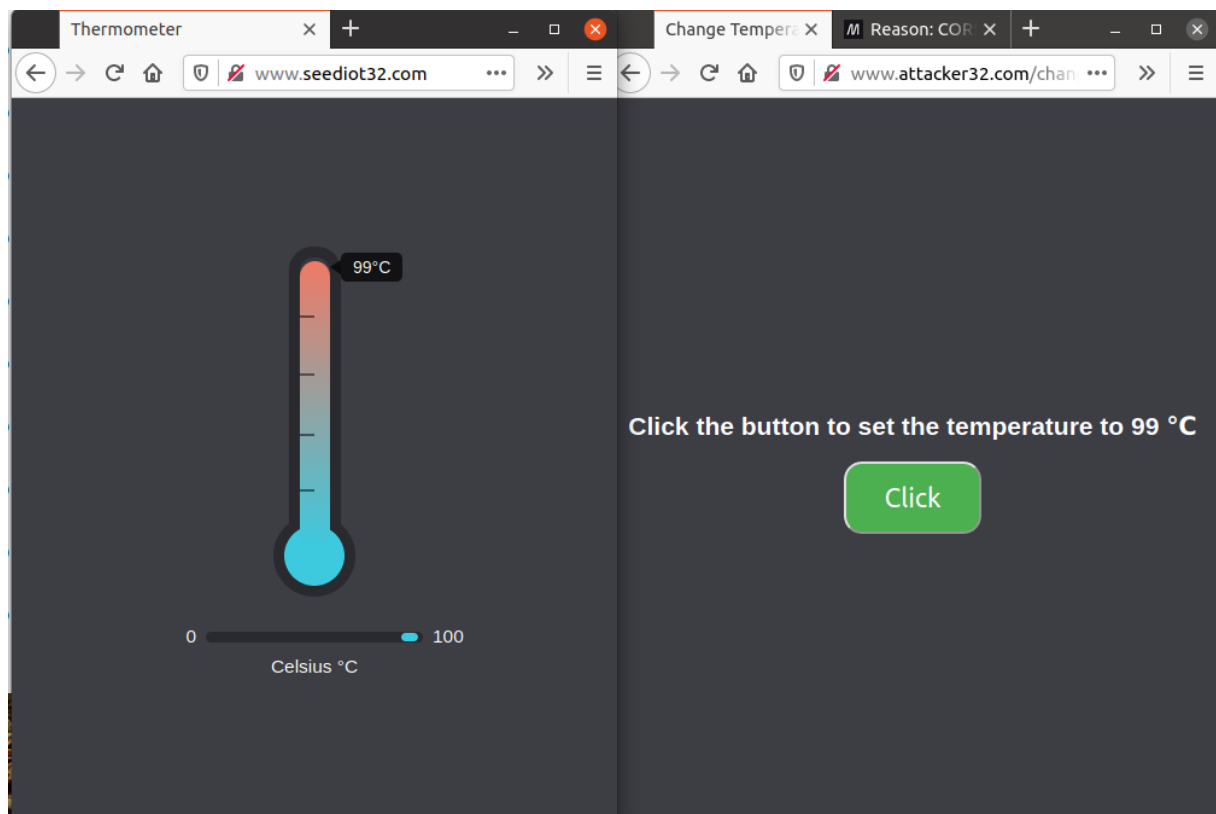 Thermometer
www.seediot32.com
99°C
0
100
Celsius °C
Change Tempera
Reason: COR
www.attacker32.com/chan
Click the button to set the temperature to 99 °C
Click